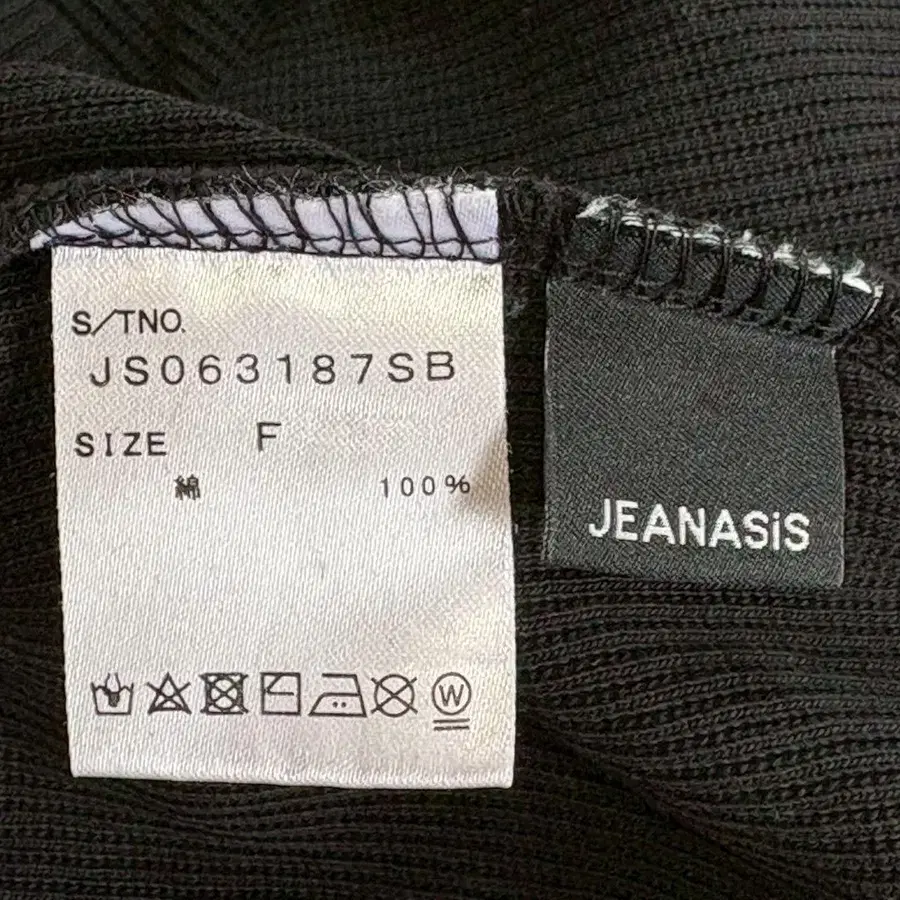 S/TNO.
JS063187SB
SIZE F
綿 100%
W
JEANASiS